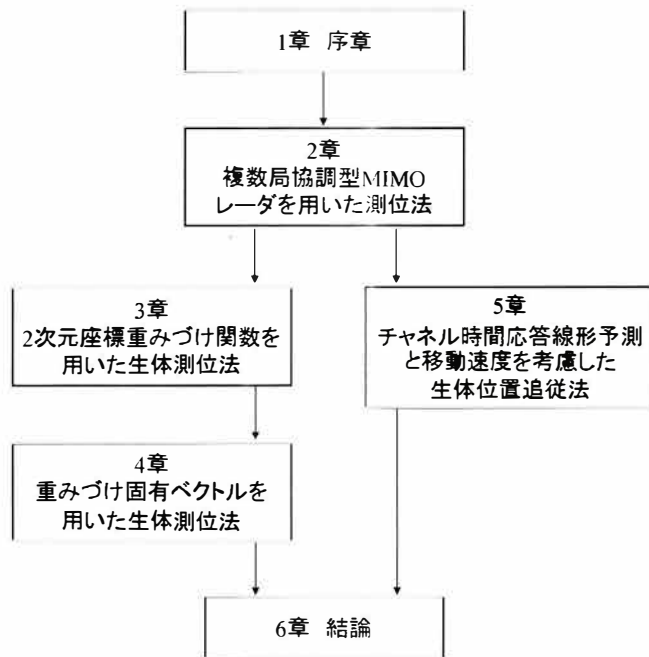 1章 序章
2章
複数局協調型MIMO
レーダを用いた測位法
3章
2次元座標重みづけ関数を
用いた生体測位法
5章
チャネル時間応答線形予測
と移動速度を考慮した
生体位置追従法
4章
重みづけ固有ベクトルを
用いた生体測位法
6章 結論